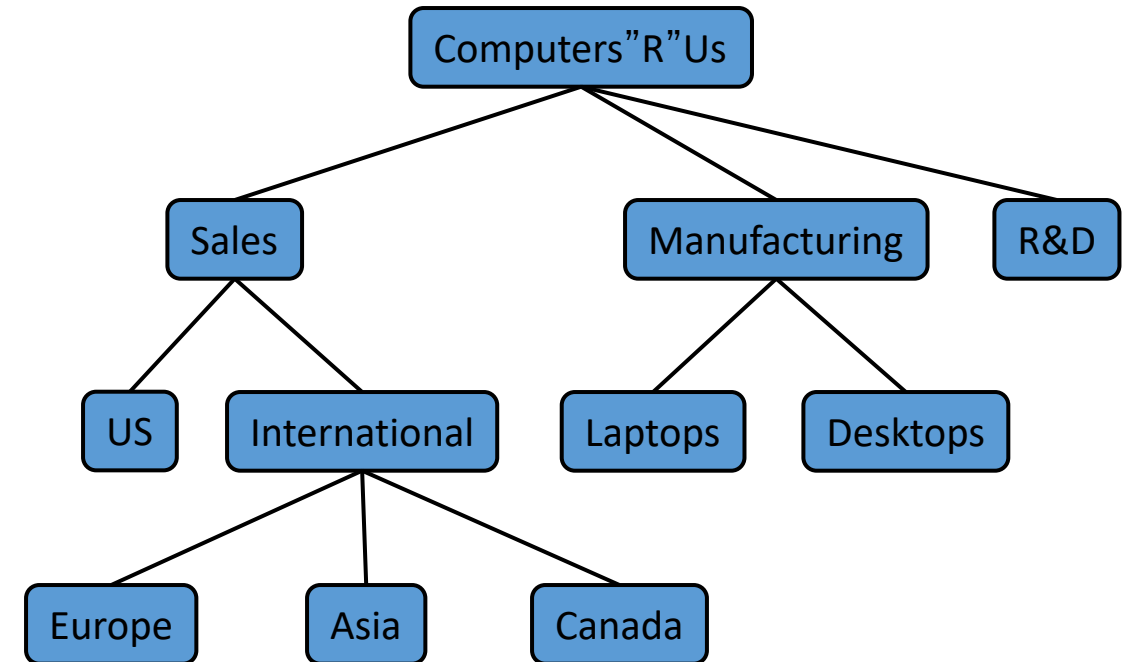 Computers”R”Us
Sales
Manufacturing
R&D
US
International
Laptops
Desktops
Europe
Asia
Canada